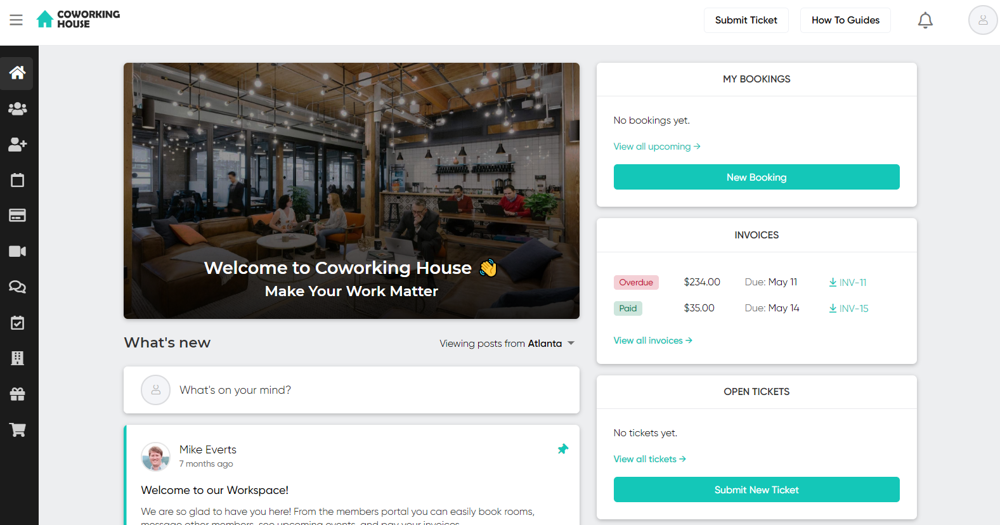 COWORKING
HOUSE
Submit Ticket
How To Guides
Welcome to Coworking House 👋
Make Your Work Matter
What's new
Viewing posts from Atlanta
What's on your mind?
Mike Everts
7 months ago
Welcome to our Workspace!
We are so glad to have you here! From the members portal you can easily book rooms,
message other members, see upcoming events, and pay your invoices.
MY BOOKINGS
No bookings yet.
View all upcoming →
New Booking
INVOICES
Overdue $234.00 Due: May 11 INV-11
Paid $35.00 Due: May 14 INV-15
View all invoices →
OPEN TICKETS
No tickets yet.
View all tickets →
Submit New Ticket